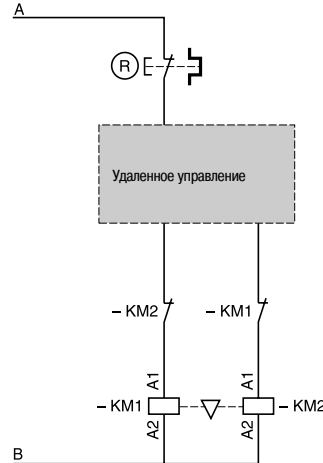 A
R
Удаленное управление
– KM2
– KM1
A1
A1
– KM1
– KM2
A2
A2
B